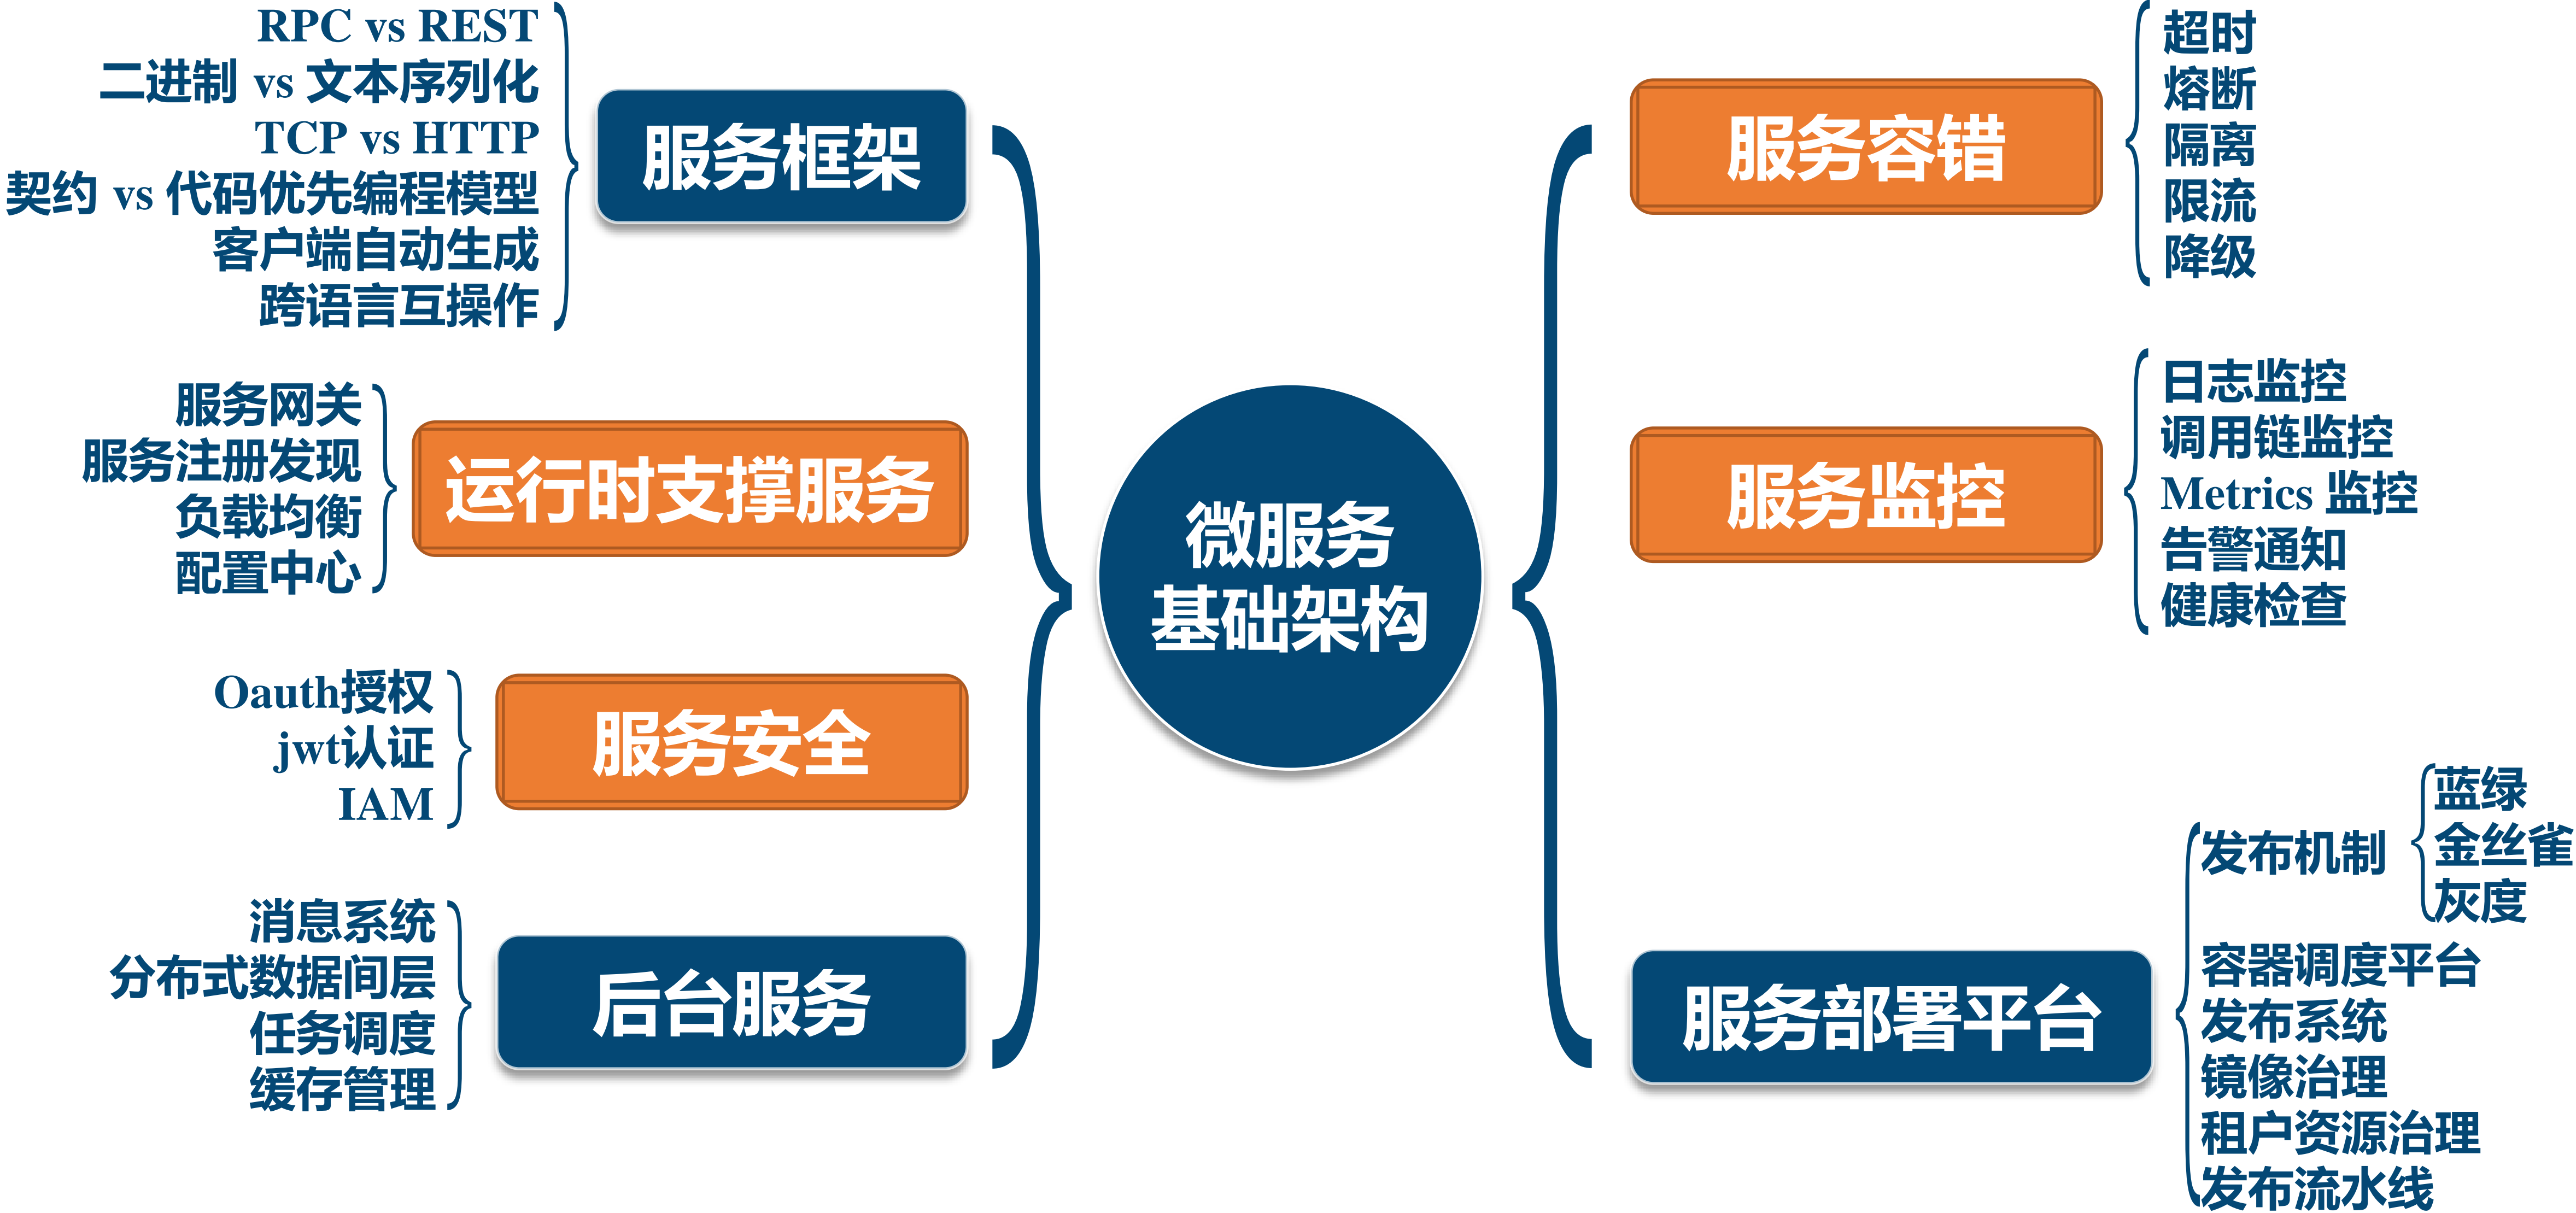 RPC vs REST
二进制 vs 文本序列化
TCP vs HTTP
契约 vs 代码优先编程模型
客户端自动生成
跨语言互操作
服务框架
服务网关
服务注册发现
负载均衡
配置中心
运行时支撑服务
Oauth授权
jwt认证
IAM
服务安全
消息系统
分布式数据间层
任务调度
缓存管理
后台服务
微服务
基础架构
服务容错
超时
熔断
隔离
限流
降级
服务监控
日志监控
调用链监控
Metrics 监控
告警通知
健康检查
服务部署平台
发布机制
蓝绿
金丝雀
灰度
容器调度平台
发布系统
镜像治理
租户资源治理
发布流水线